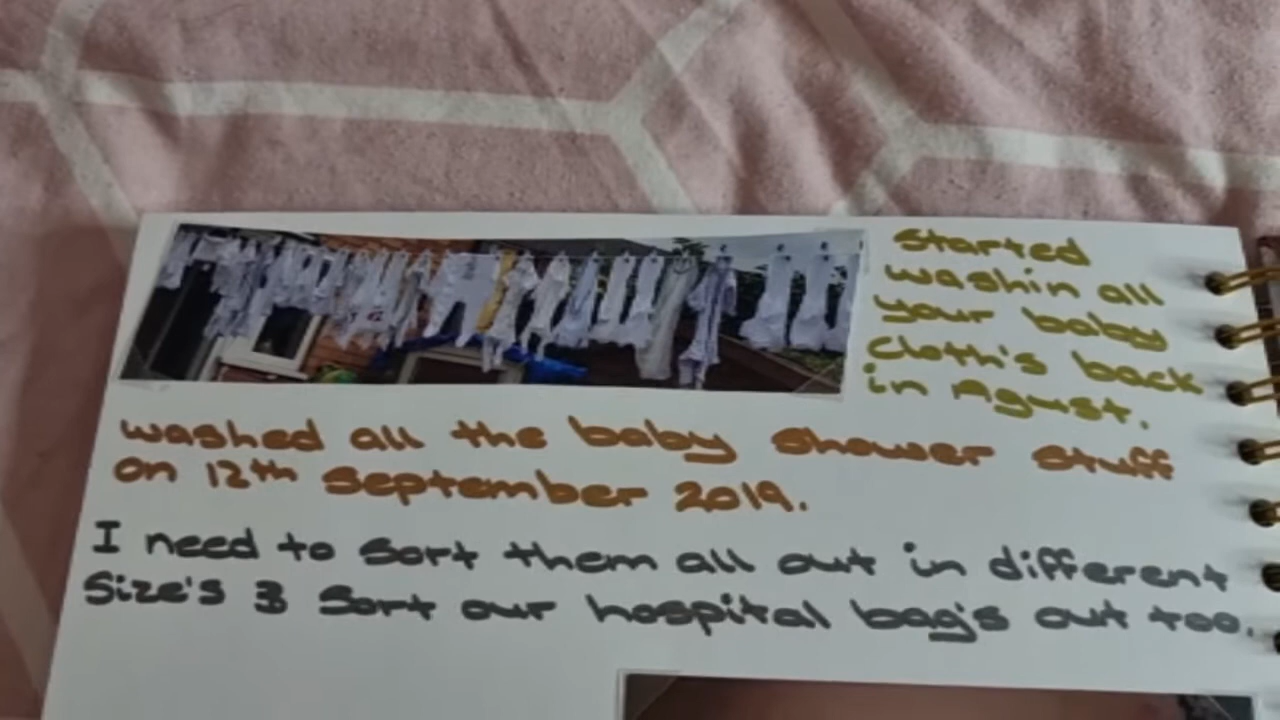 Started
washin all
your baby
Cloth's back
in Agust.
washed all the baby shower stuff
on 12th September 2019.
I need to sort them all out in different
Size's & Sort our hospital bag's out too.